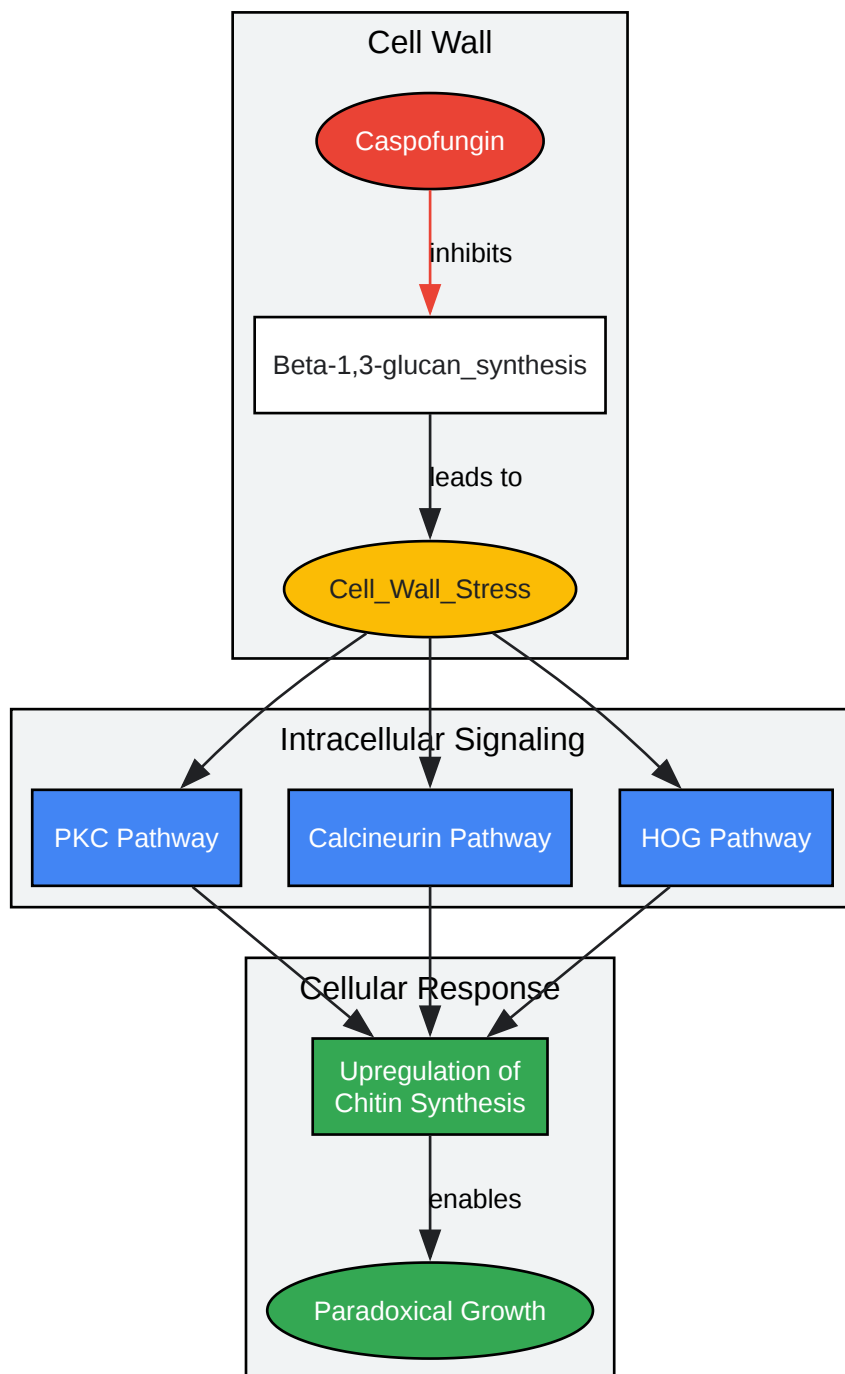 Cell Wall
Caspofungin
inhibits
Beta-1,3-glucan_synthesis
leads to
Cell_Wall_Stress
Intracellular Signaling
PKC Pathway
Calcineurin Pathway
HOG Pathway
Cellular Response
Upregulation of
Chitin Synthesis
enables
Paradoxical Growth